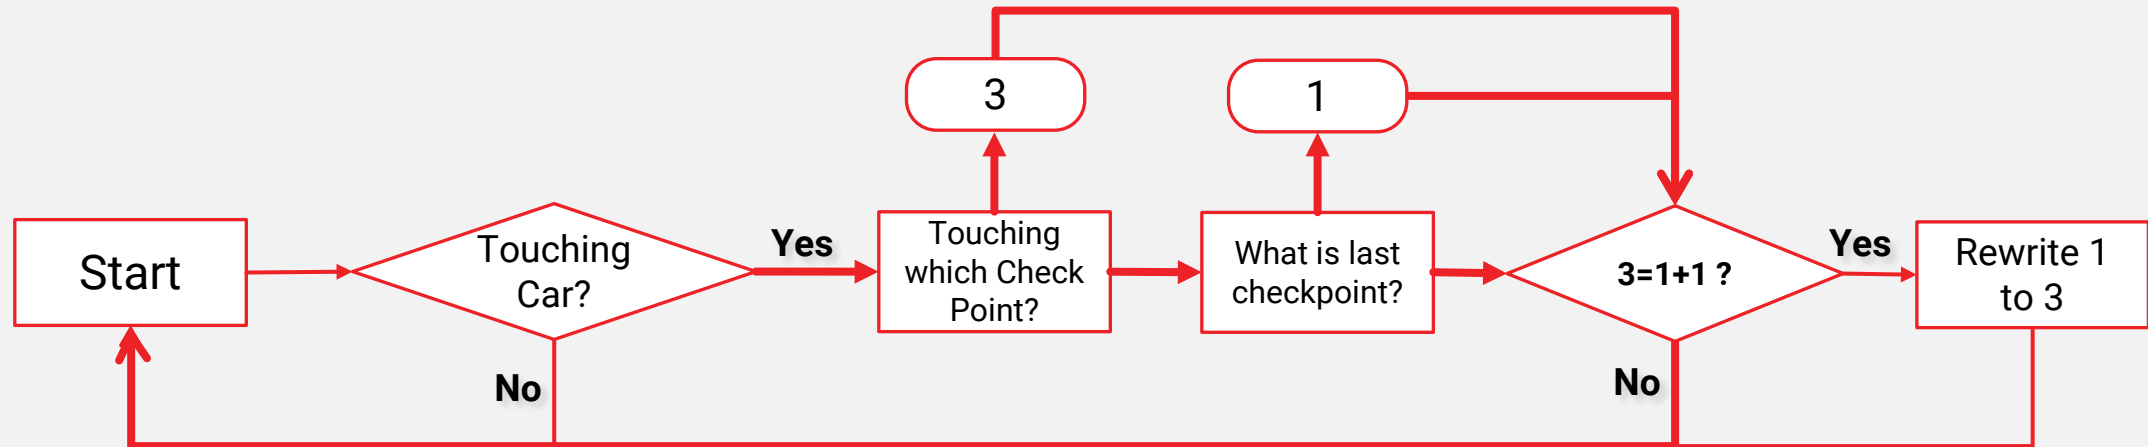 3
1
Start
Touching
Car?
Yes
Touching
which Check
Point?
What is last
checkpoint?
3=1+1 ?
Yes
Rewrite 1
to 3
No
No